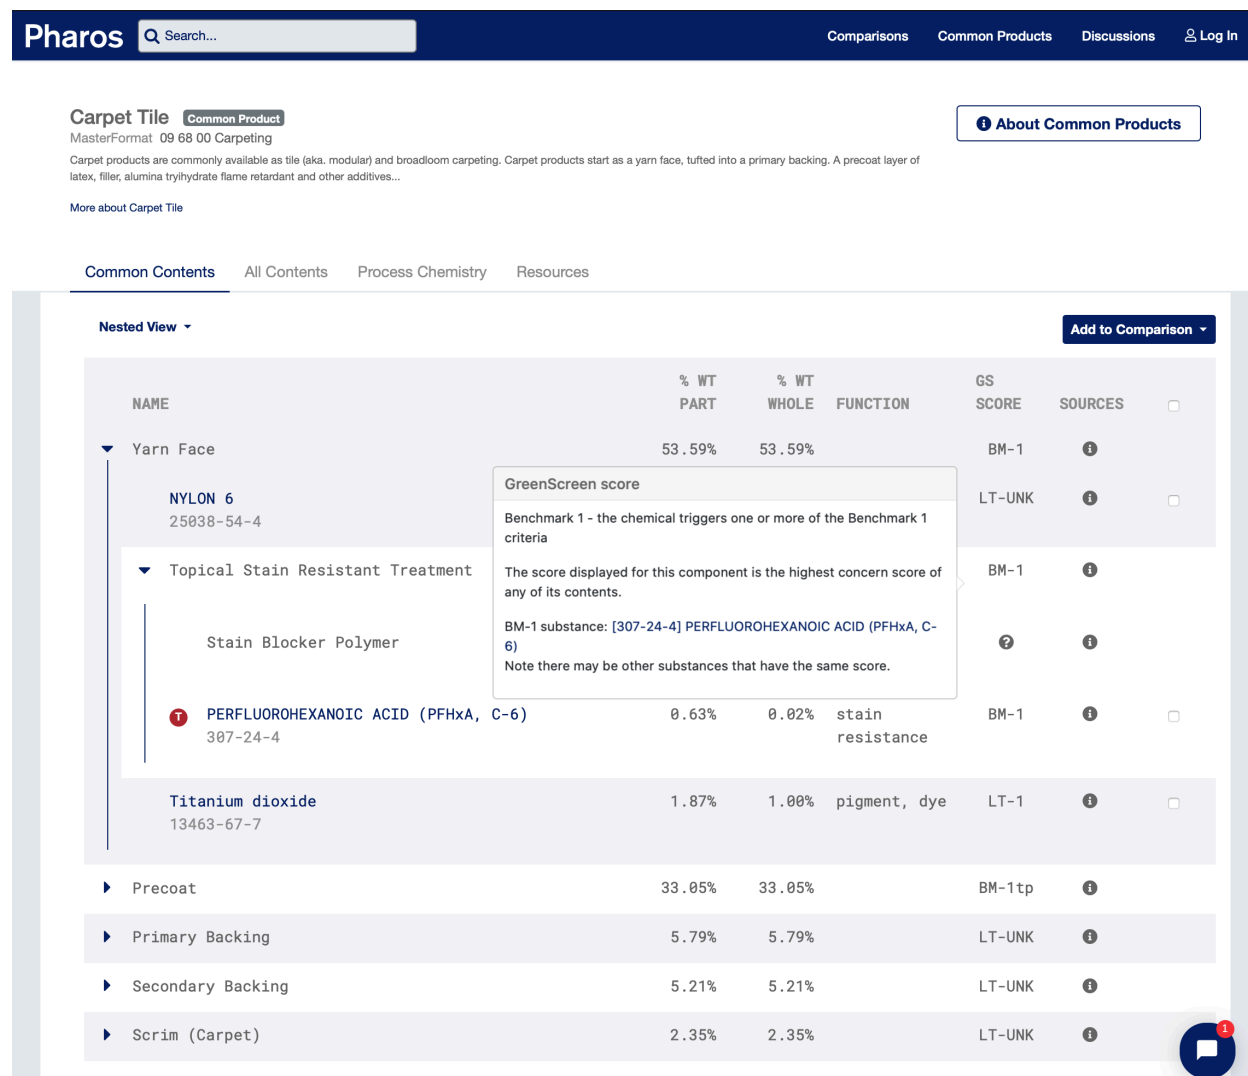 Pharos
Search...
Comparisons
Common Products
Discussions
Log In
Carpet Tile Common Product
MasterFormat 09 68 00 Carpeting
Carpet products are commonly available as tile (aka. modular) and broadloom carpeting. Carpet products start as a yarn face, tufted into a primary backing. A precoat layer of
latex, filler, alumina tryihydrate flame retardant and other additives...
More about Carpet Tile
About Common Products
Common Contents All Contents Process Chemistry Resources
Nested View
Add to Comparison
NAME % WT PART % WT WHOLE FUNCTION GS SCORE SOURCES
Yarn Face 53.59% 53.59% BM-1
NYLON 6 LT-UNK
25038-54-4
Topical Stain Resistant Treatment BM-1
Stain Blocker Polymer
GreenScreen score
Benchmark 1 - the chemical triggers one or more of the Benchmark 1
criteria
The score displayed for this component is the highest concern score of
any of its contents.
BM-1 substance: [307-24-4] PERFLUOROHEXANOIC ACID (PFHxA, C-
6)
Note there may be other substances that have the same score.
T PERFLUOROHEXANOIC ACID (PFHxA, C-6) 0.63% 0.02% stain BM-1
307-24-4 resistance
Titanium dioxide 1.87% 1.00% pigment, dye LT-1
13463-67-7
Precoat 33.05% 33.05% BM-1tp
Primary Backing 5.79% 5.79% LT-UNK
Secondary Backing 5.21% 5.21% LT-UNK
Scrim (Carpet) 2.35% 2.35% LT-UNK
1